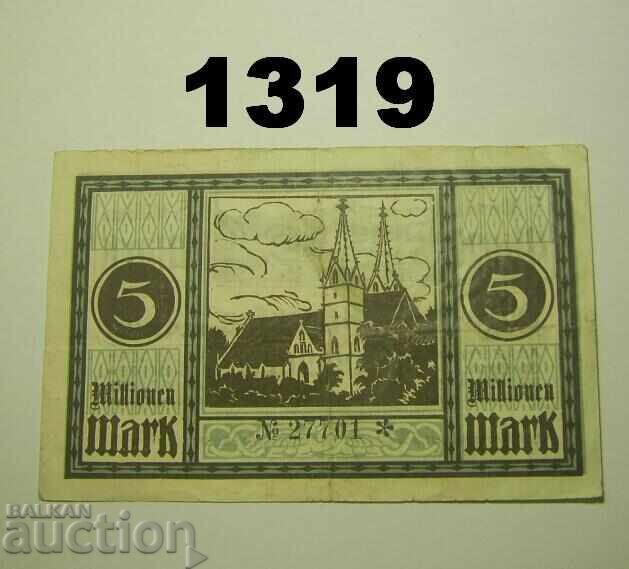 1319
5 5
Millionen Millionen
Mark Mark
№ 27701 *
BALKAN
auction